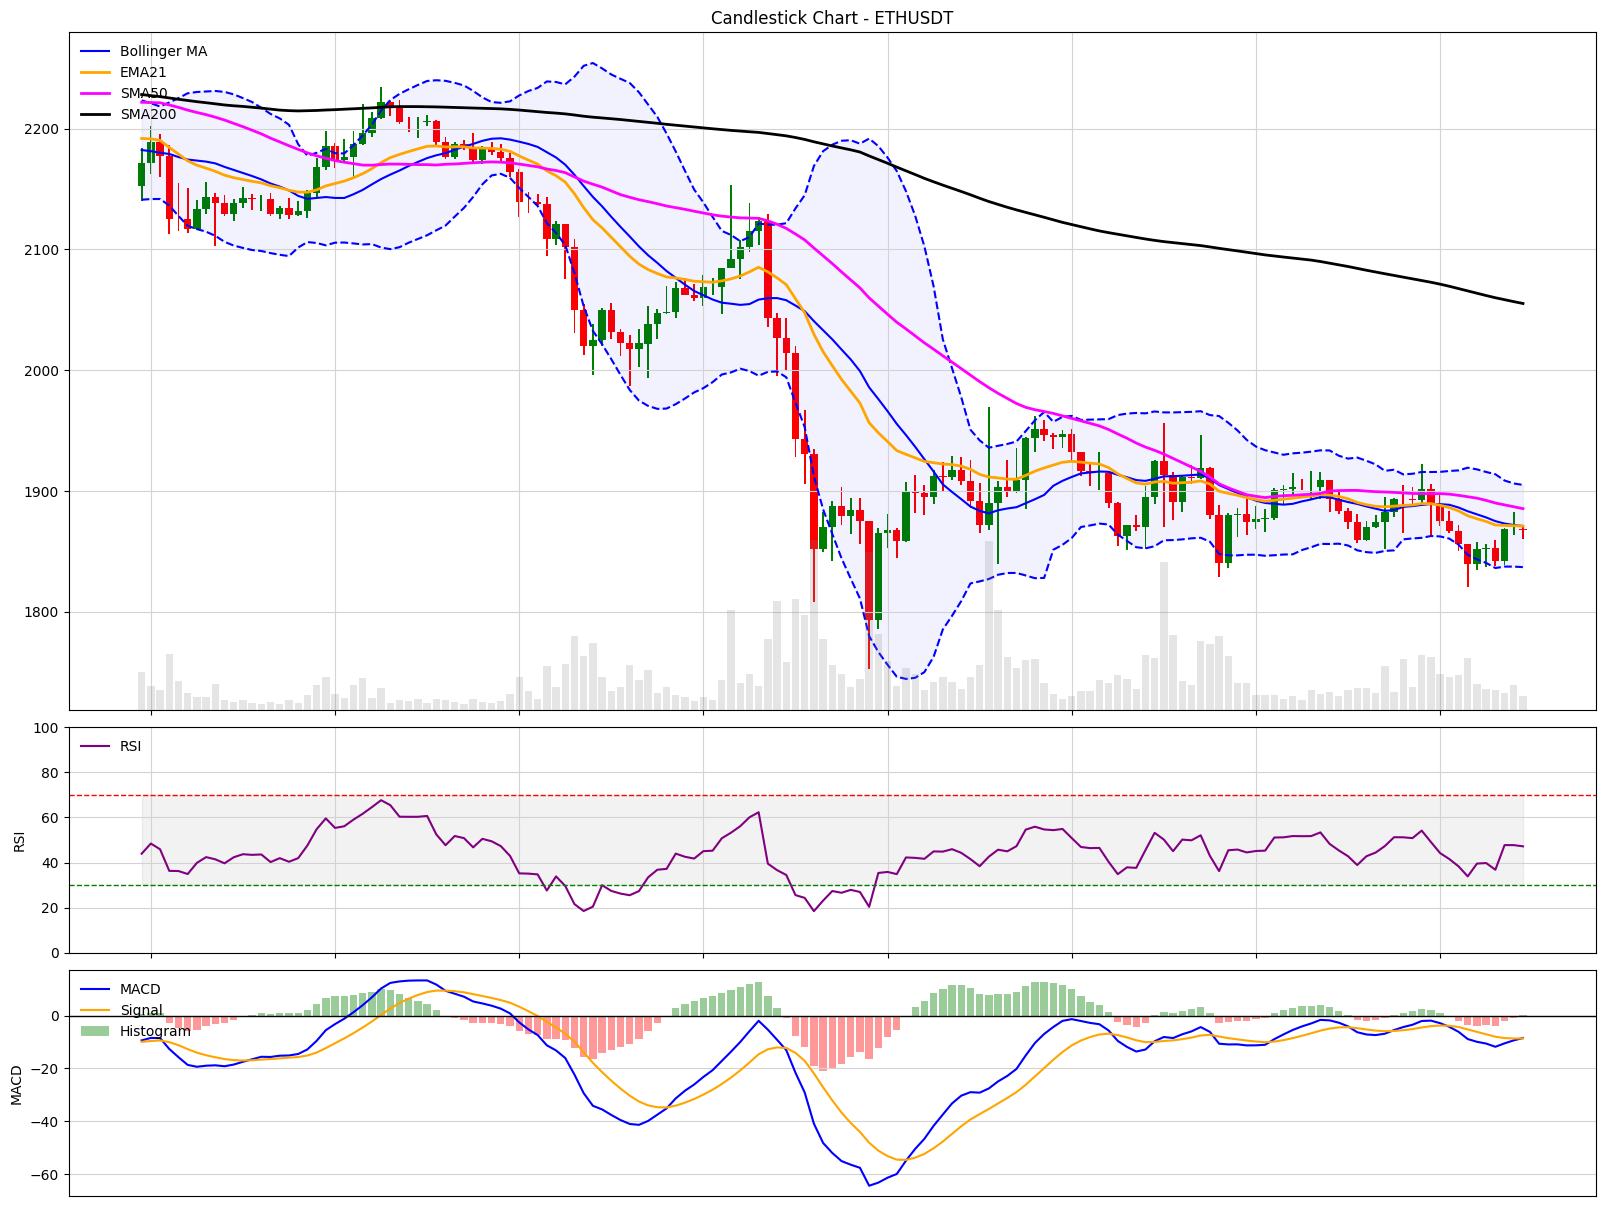 Candlestick Chart - ETHUSDT
Bollinger MA
EMA21
SMA50
SMA200
2200
2100
2000
1900
1800
RSI
100
80
60
40
20
0
RSI
MACD
Signal
Histogram
0
−20
−40
−60
MACD